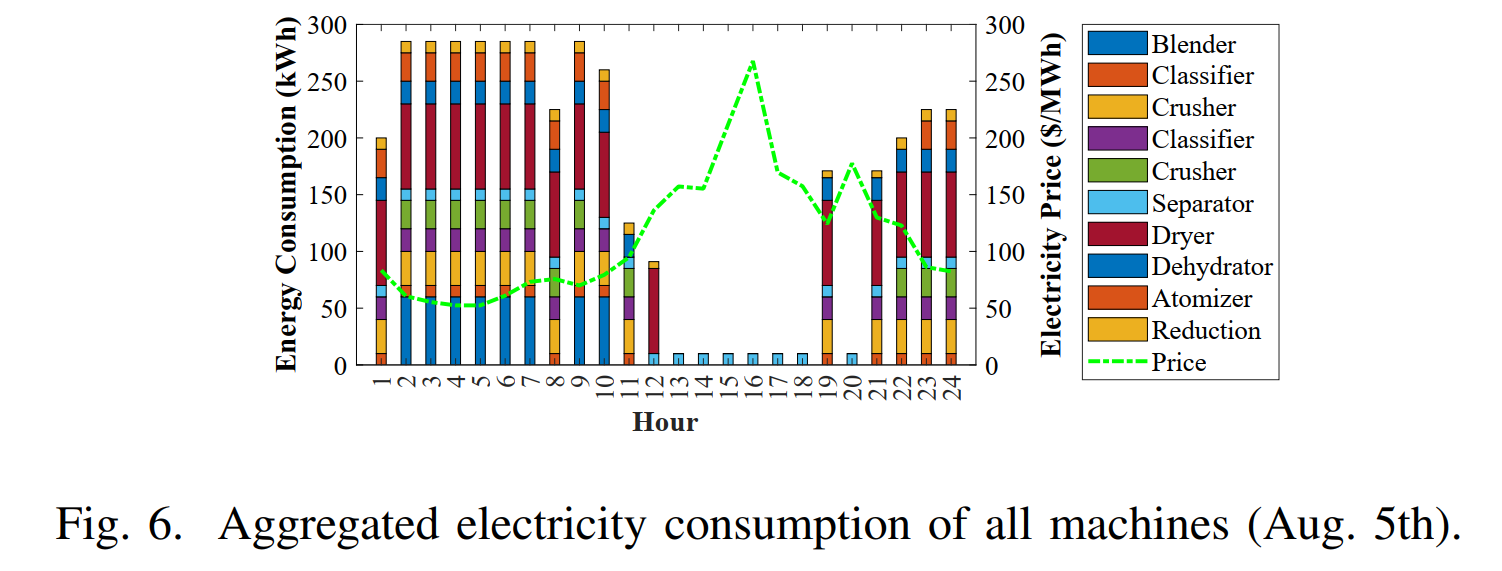 300
250
200
150
100
50
0
Energy Consumption (kWh)
300
250
200
150
100
50
0
Electricity Price ($/MWh)
1 2 3 4 5 6 7 8 9 10 11 12 13 14 15 16 17 18 19 20 21 22 23 24
Hour
Blender
Classifier
Crusher
Classifier
Crusher
Separator
Dryer
Dehydrator
Atomizer
Reduction
Price
Fig. 6. Aggregated electricity consumption of all machines (Aug. 5th).